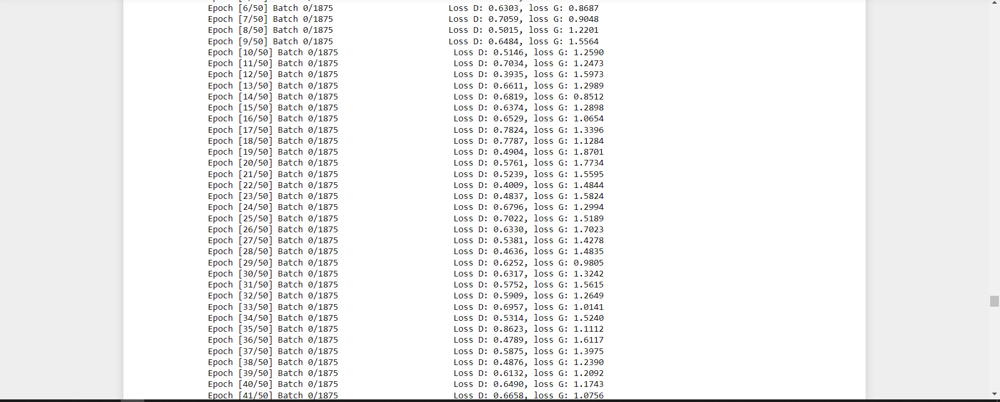 Epoch [6/50] Batch 0/1875 Loss D: 0.6303, loss G: 0.8687
Epoch [7/50] Batch 0/1875 Loss D: 0.7059, loss G: 0.9048
Epoch [8/50] Batch 0/1875 Loss D: 0.5015, loss G: 1.2201
Epoch [9/50] Batch 0/1875 Loss D: 0.6484, loss G: 1.5564
Epoch [10/50] Batch 0/1875 Loss D: 0.5146, loss G: 1.2590
Epoch [11/50] Batch 0/1875 Loss D: 0.7034, loss G: 1.2473
Epoch [12/50] Batch 0/1875 Loss D: 0.3935, loss G: 1.5973
Epoch [13/50] Batch 0/1875 Loss D: 0.6611, loss G: 1.2989
Epoch [14/50] Batch 0/1875 Loss D: 0.6819, loss G: 0.8512
Epoch [15/50] Batch 0/1875 Loss D: 0.6374, loss G: 1.2898
Epoch [16/50] Batch 0/1875 Loss D: 0.6529, loss G: 1.0654
Epoch [17/50] Batch 0/1875 Loss D: 0.7824, loss G: 1.3396
Epoch [18/50] Batch 0/1875 Loss D: 0.7787, loss G: 1.1284
Epoch [19/50] Batch 0/1875 Loss D: 0.4904, loss G: 1.8701
Epoch [20/50] Batch 0/1875 Loss D: 0.5761, loss G: 1.7734
Epoch [21/50] Batch 0/1875 Loss D: 0.5239, loss G: 1.5595
Epoch [22/50] Batch 0/1875 Loss D: 0.4009, loss G: 1.4844
Epoch [23/50] Batch 0/1875 Loss D: 0.4837, loss G: 1.5824
Epoch [24/50] Batch 0/1875 Loss D: 0.6796, loss G: 1.2994
Epoch [25/50] Batch 0/1875 Loss D: 0.7022, loss G: 1.5189
Epoch [26/50] Batch 0/1875 Loss D: 0.6330, loss G: 1.7023
Epoch [27/50] Batch 0/1875 Loss D: 0.5381, loss G: 1.4278
Epoch [28/50] Batch 0/1875 Loss D: 0.4636, loss G: 1.4835
Epoch [29/50] Batch 0/1875 Loss D: 0.6252, loss G: 0.9805
Epoch [30/50] Batch 0/1875 Loss D: 0.6317, loss G: 1.3242
Epoch [31/50] Batch 0/1875 Loss D: 0.5752, loss G: 1.5615
Epoch [32/50] Batch 0/1875 Loss D: 0.5909, loss G: 1.2649
Epoch [33/50] Batch 0/1875 Loss D: 0.6957, loss G: 1.0141
Epoch [34/50] Batch 0/1875 Loss D: 0.5314, loss G: 1.5240
Epoch [35/50] Batch 0/1875 Loss D: 0.8623, loss G: 1.1112
Epoch [36/50] Batch 0/1875 Loss D: 0.4789, loss G: 1.6117
Epoch [37/50] Batch 0/1875 Loss D: 0.5875, loss G: 1.3975
Epoch [38/50] Batch 0/1875 Loss D: 0.4876, loss G: 1.2390
Epoch [39/50] Batch 0/1875 Loss D: 0.6132, loss G: 1.2092
Epoch [40/50] Batch 0/1875 Loss D: 0.6490, loss G: 1.1743
Epoch [41/50] Batch 0/1875 Loss D: 0.6658, loss G: 1.0756